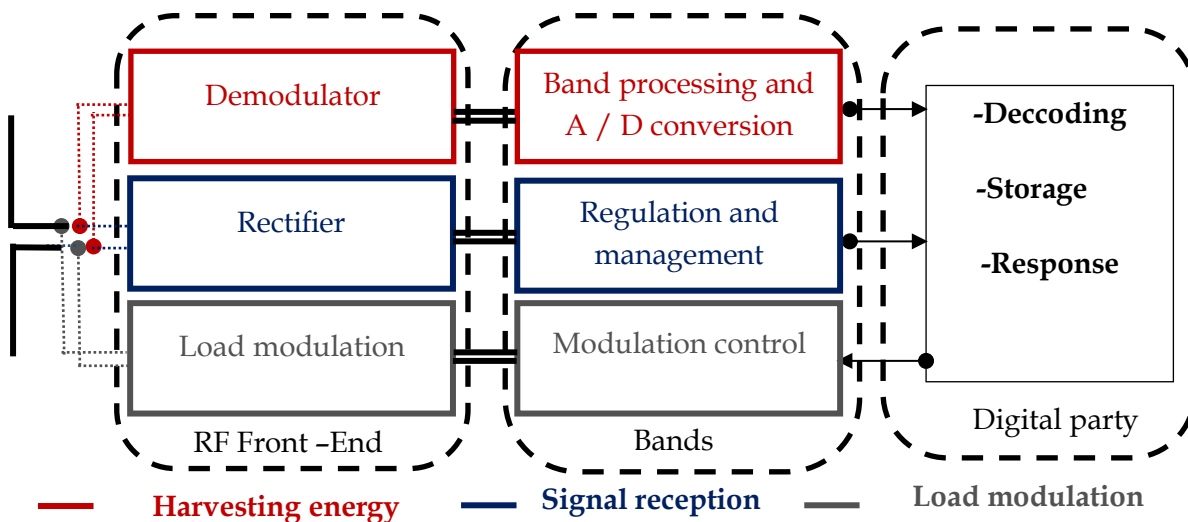 Demodulator
Band processing and
A / D conversion
-Deccoding
-Storage
-Response
Rectifier
Regulation and
management
Load modulation
Modulation control
RF Front –End
Bands
Digital party
Harvesting energy
Signal reception
Load modulation